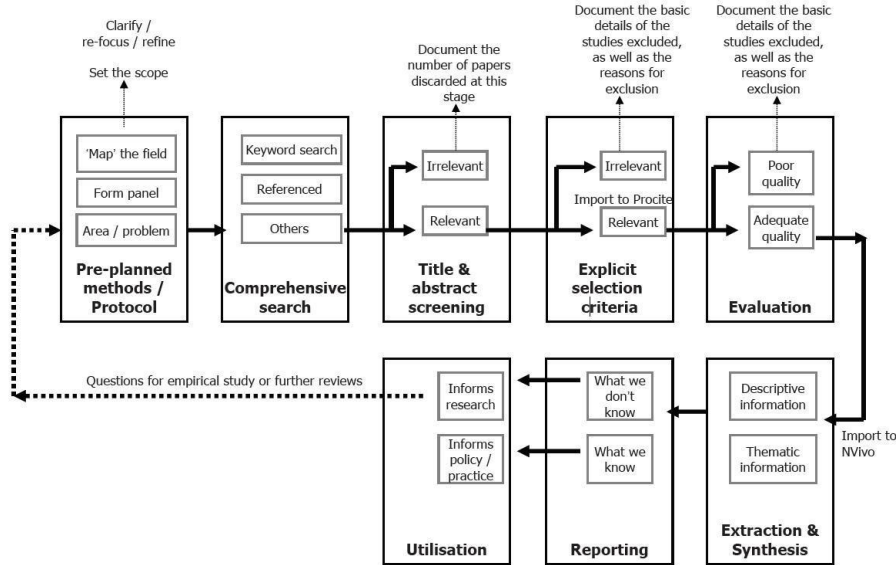 Clarify /
re-focus / refine
Set the scope
Document the
number of papers
discarded at this
stage
Document the basic
details of the
studies excluded,
as well as the
reasons for
exclusion
Document the basic
details of the
studies excluded,
as well as the
reasons for
exclusion
'Map' the field
Form panel
Area / problem
Pre-planned
methods /
Protocol
Keyword search
Referenced
Others
Comprehensive
search
Irrelevant
Relevant
Title &
abstract
screening
Irrelevant
Import to Procite
Relevant
Explicit
selection
criteria
Poor
quality
Adequate
quality
Evaluation
Questions for empirical study or further reviews
Informs
research
Informs
policy /
practice
Utilisation
What we
don't
know
What we
know
Reporting
Descriptive
information
Thematic
information
Extraction &
Synthesis
Import to
NVivo